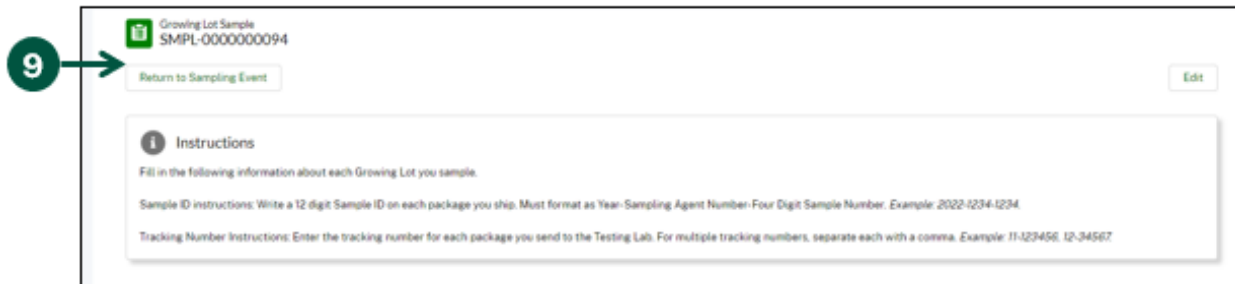 Growing Lot Sample
SMPL-0000000094
9
Return to Sampling Event
Edit
Instructions
Fill in the following information about each Growing Lot you sample.
Sample ID instructions: Write a 12 digit Sample ID on each package you ship. Must format as Year-Sampling Agent Number-Four Digit Sample Number. Example: 2022-1234-1234.
Tracking Number Instructions: Enter the tracking number for each package you send to the Testing Lab. For multiple tracking numbers, separate each with a comma. Example: 11-123456, 12-34567.